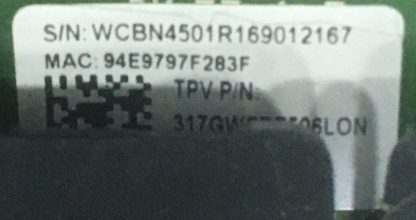 S/N: WCBN4501R169012167
MAC: 94E9797F283F
TPV P/N: